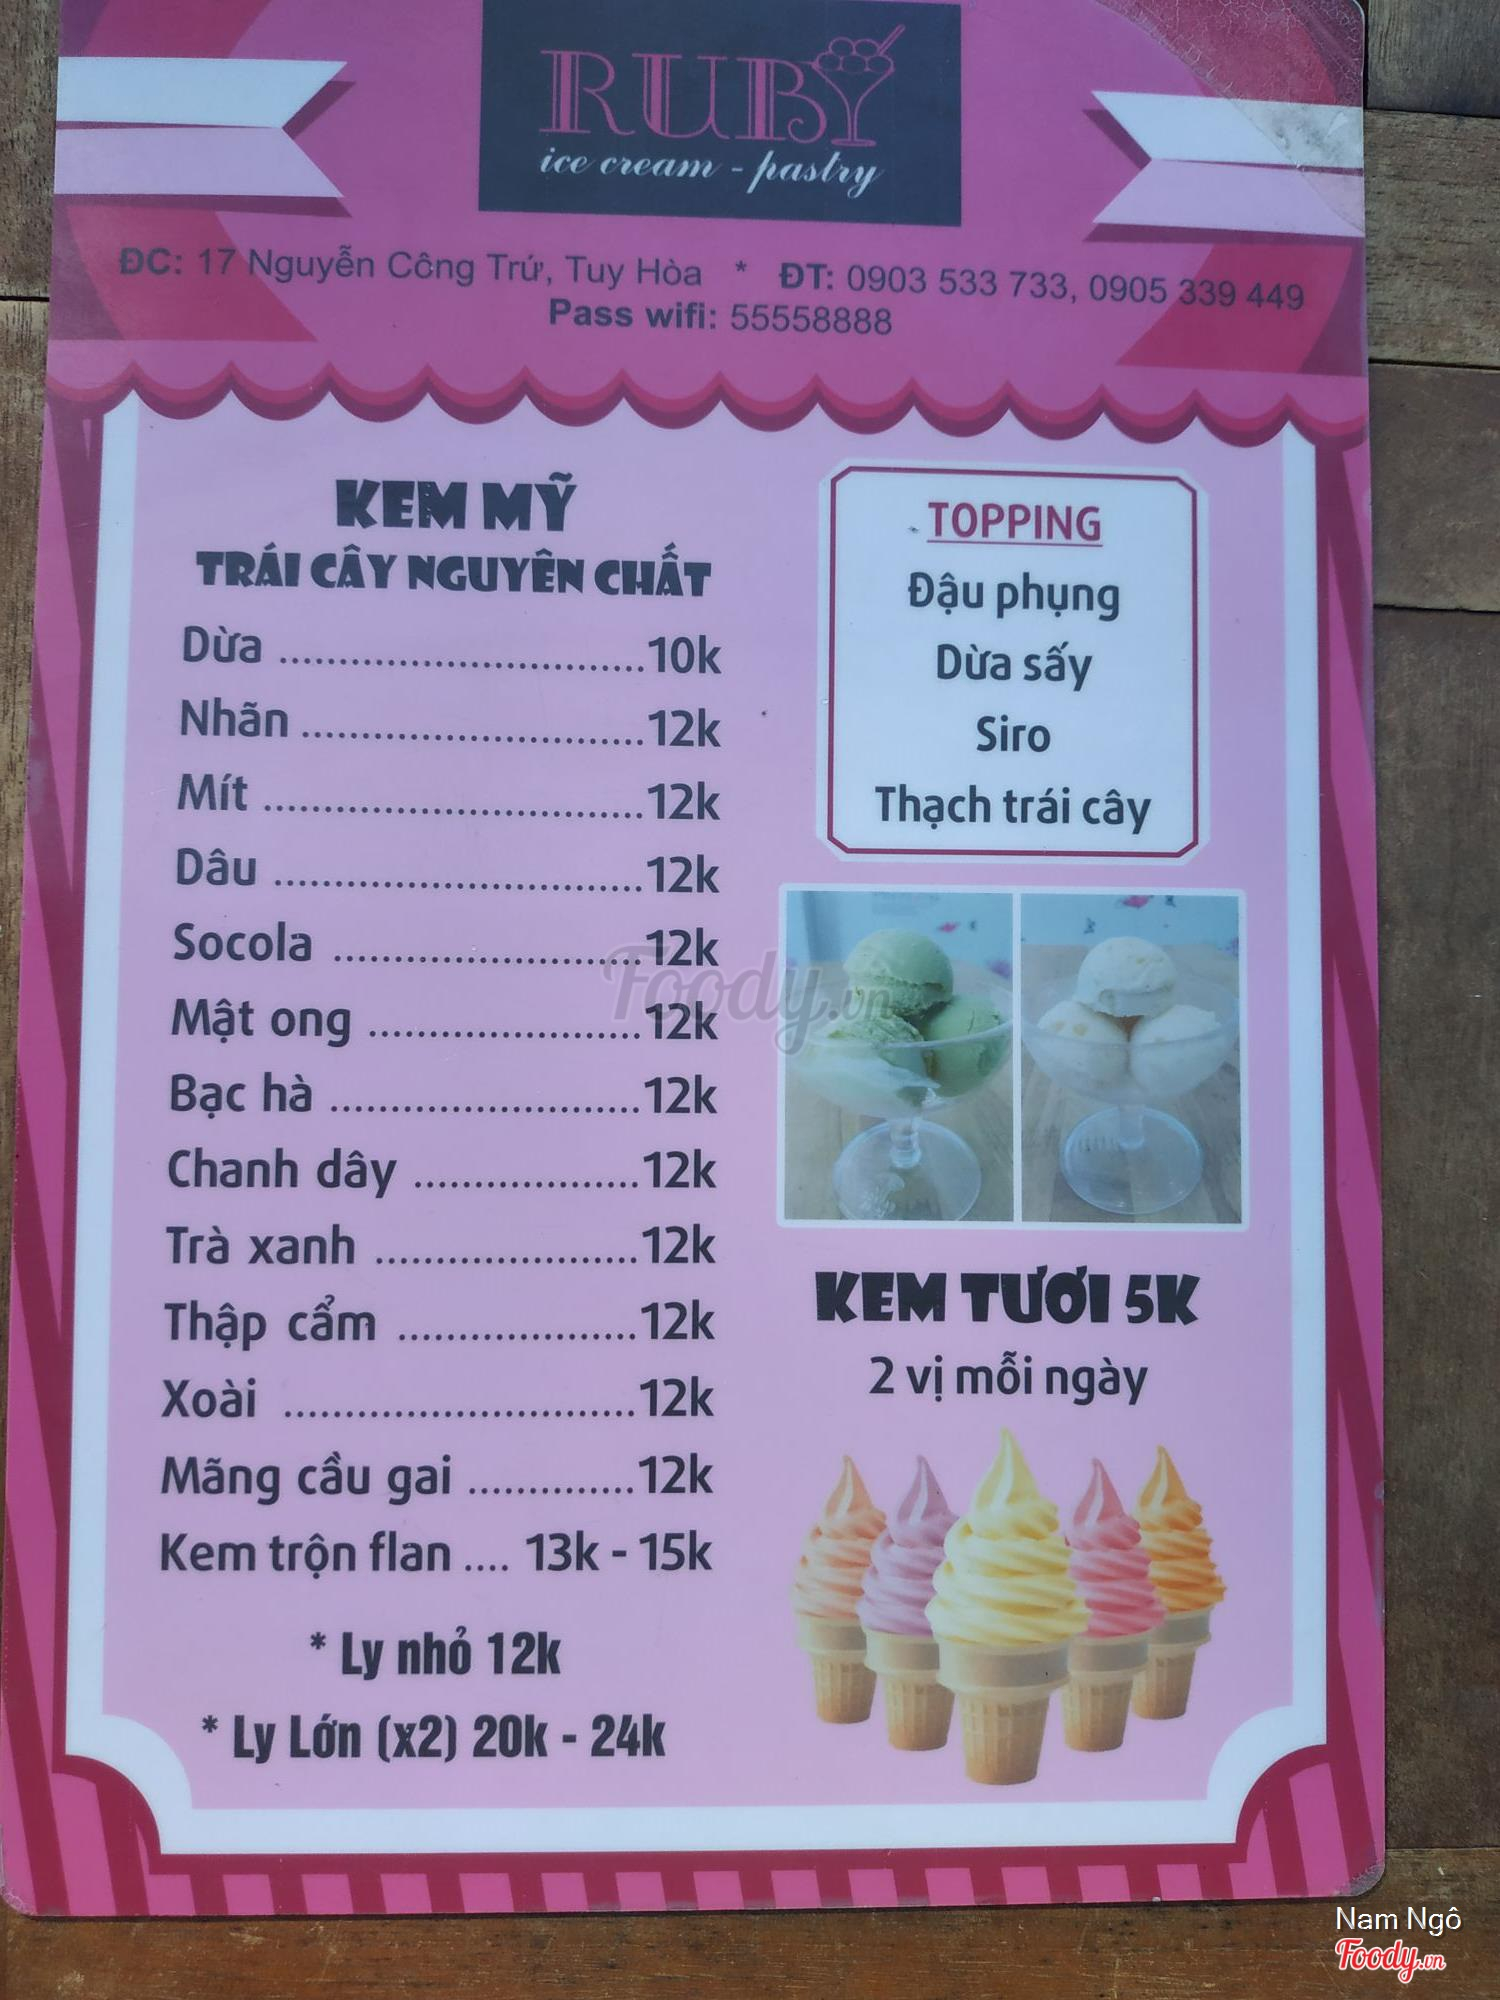 RUBY
ice cream - pastry
ĐC: 17 Nguyễn Công Trứ, Tuy Hòa * ĐT: 0903 533 733, 0905 339 449
Pass wifi: 55558888
KEM MỸ
TRÁI CÂY NGUYÊN CHẤT
Dừa ............................... 10k
Nhãn ............................. 12k
Mít ................................ 12k
Dâu ............................... 12k
Socola .......................... 12k
Mật ong ....................... 12k
Bạc hà .......................... 12k
Chanh dây ................... 12k
Trà xanh ...................... 12k
Thập cẩm .................... 12k
Xoài .............................. 12k
Mãng cầu gai .............. 12k
Kem trộn flan .... 13k - 15k
* Ly nhỏ 12k
* Ly Lớn (x2) 20k - 24k
TOPPING
Đậu phụng
Dừa sấy
Siro
Thạch trái cây
KEM TƯƠI 5K
2 vị mỗi ngày
Foody.vn
Nam Ngô
Foody.vn